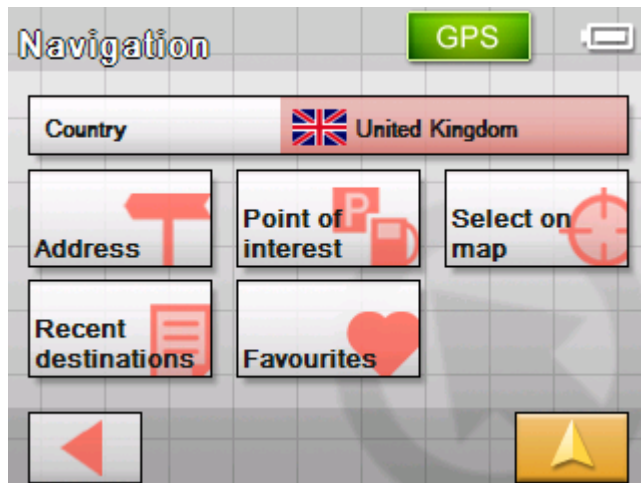 Navigation
GPS
Country
United Kingdom
Address
Point of
interest
P
Select on
map
Recent
destinations
Favourites